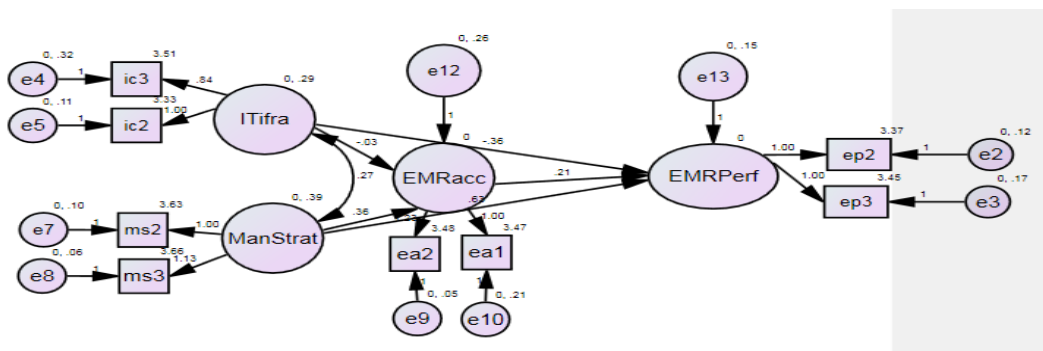 0, .26
e12
1
0, .15
e13
1
0, .32
e4
1
3.51
ic3
.84
0, .29
ITifra
0, .11
e5
1
3.33
ic2
1.00
-.03
.27
0
EMRacc
-.36
.21
.63
0
EMRPerf
1.00
3.37
ep2
1
0, .12
e2
1.00
3.45
ep3
1
0, .17
e3
0, .10
e7
1
3.63
ms2
1.00
0, .39
ManStrat
.36
0, .06
e8
1
3.66
ms3
1.13
3.48
ea2
1.00
3.47
ea1
1
0, .05
e9
1
0, .21
e10